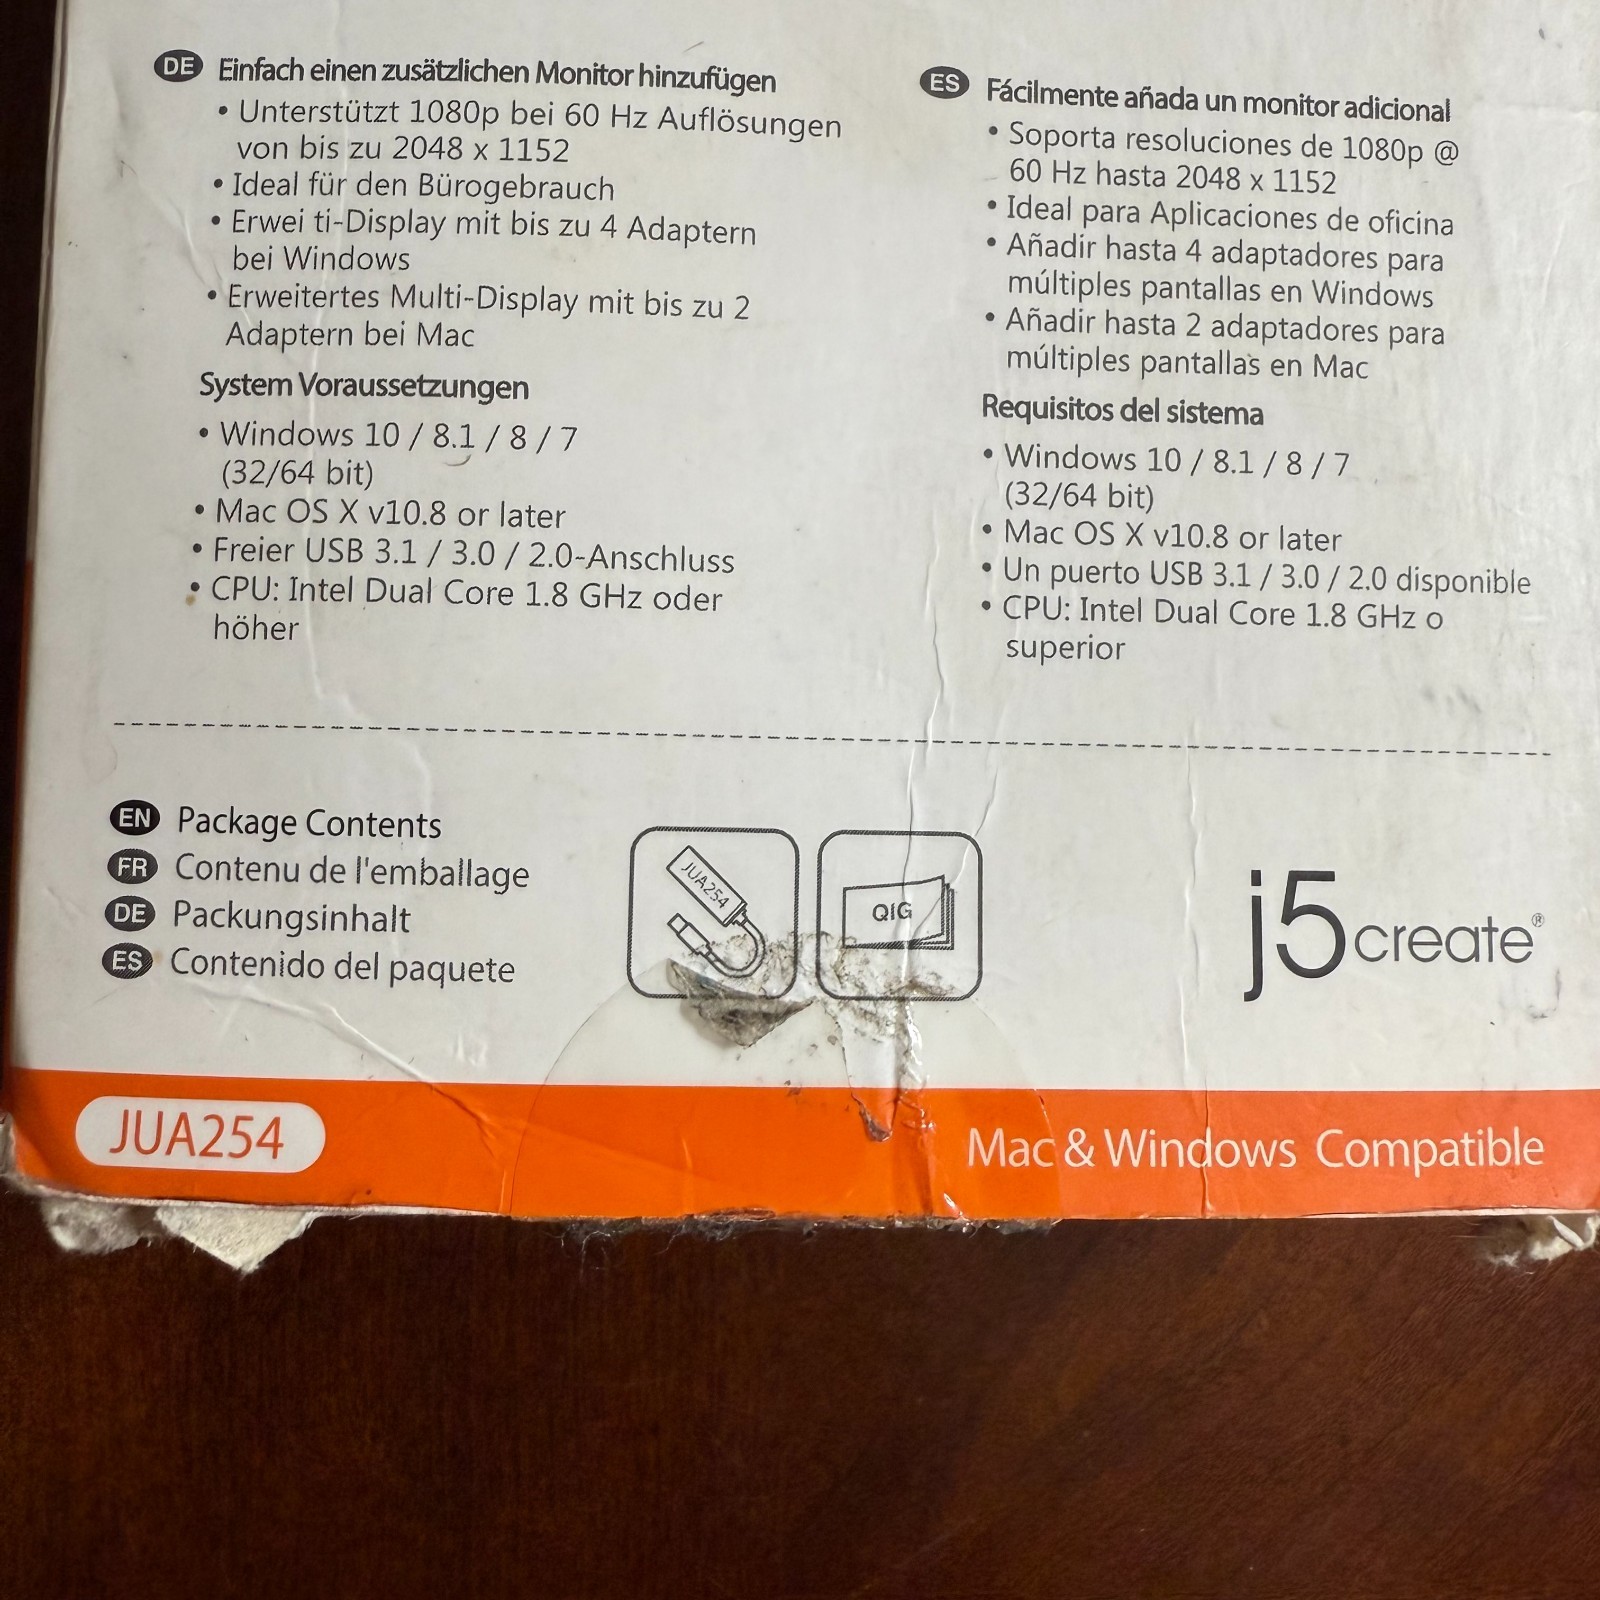 DE Einfach einen zusätzlichen Monitor hinzufügen
• Unterstützt 1080p bei 60 Hz Auflösungen
von bis zu 2048 x 1152
• Ideal für den Bürogebrauch
• Erwei ti-Display mit bis zu 4 Adaptern
bei Windows
• Erweitertes Multi-Display mit bis zu 2
Adaptern bei Mac
System Voraussetzungen
• Windows 10 / 8.1 / 8 / 7
(32/64 bit)
• Mac OS X v10.8 or later
• Freier USB 3.1 / 3.0 / 2.0-Anschluss
• CPU: Intel Dual Core 1.8 GHz oder
höher
ES Fácilmente añada un monitor adicional
• Soporta resoluciones de 1080p @
60 Hz hasta 2048 x 1152
• Ideal para Aplicaciones de oficina
• Añadir hasta 4 adaptadores para
múltiples pantallas en Windows
• Añadir hasta 2 adaptadores para
múltiples pantallas en Mac
Requisitos del sistema
• Windows 10 / 8.1 / 8 / 7
(32/64 bit)
• Mac OS X v10.8 or later
• Un puerto USB 3.1 / 3.0 / 2.0 disponible
• CPU: Intel Dual Core 1.8 GHz o
superior
EN Package Contents
FR Contenu de l'emballage
DE Packungsinhalt
ES Contenido del paquete
JUA254
QIG
j5create®
JUA254
Mac & Windows Compatible